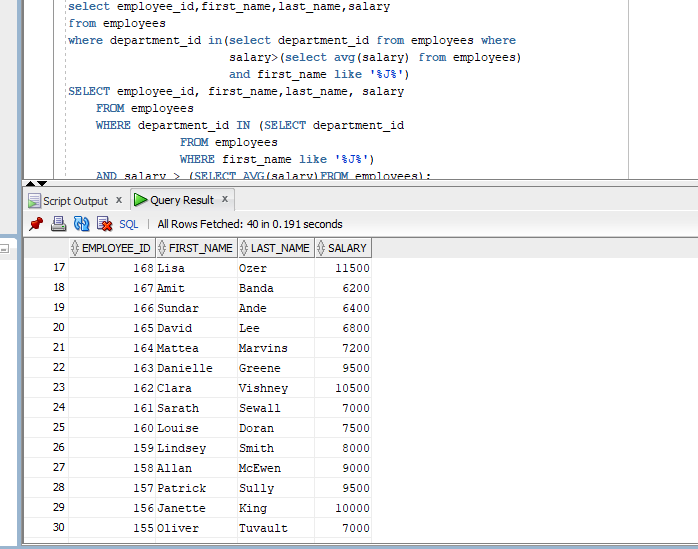 select employee_id,first_name,last_name,salary
from employees
where department_id in(select department_id from employees where
salary>(select avg(salary) from employees)
and first_name like '%J%')
SELECT employee_id, first_name,last_name, salary
FROM employees
WHERE department_id IN (SELECT department_id
FROM employees
WHERE first_name like '%J%')
AND salary > (SELECT AVG(salary)FROM employees);
Script Output x Query Result x
SQL All Rows Fetched: 40 in 0.191 seconds
EMPLOYEE_ID FIRST_NAME LAST_NAME SALARY
17 168 Lisa Ozer 11500
18 167 Amit Banda 6200
19 166 Sundar Ande 6400
20 165 David Lee 6800
21 164 Mattea Marvins 7200
22 163 Danielle Greene 9500
23 162 Clara Vishney 10500
24 161 Sarath Sewall 7000
25 160 Louise Doran 7500
26 159 Lindsey Smith 8000
27 158 Allan McEwen 9000
28 157 Patrick Sully 9500
29 156 Janette King 10000
30 155 Oliver Tuvault 7000